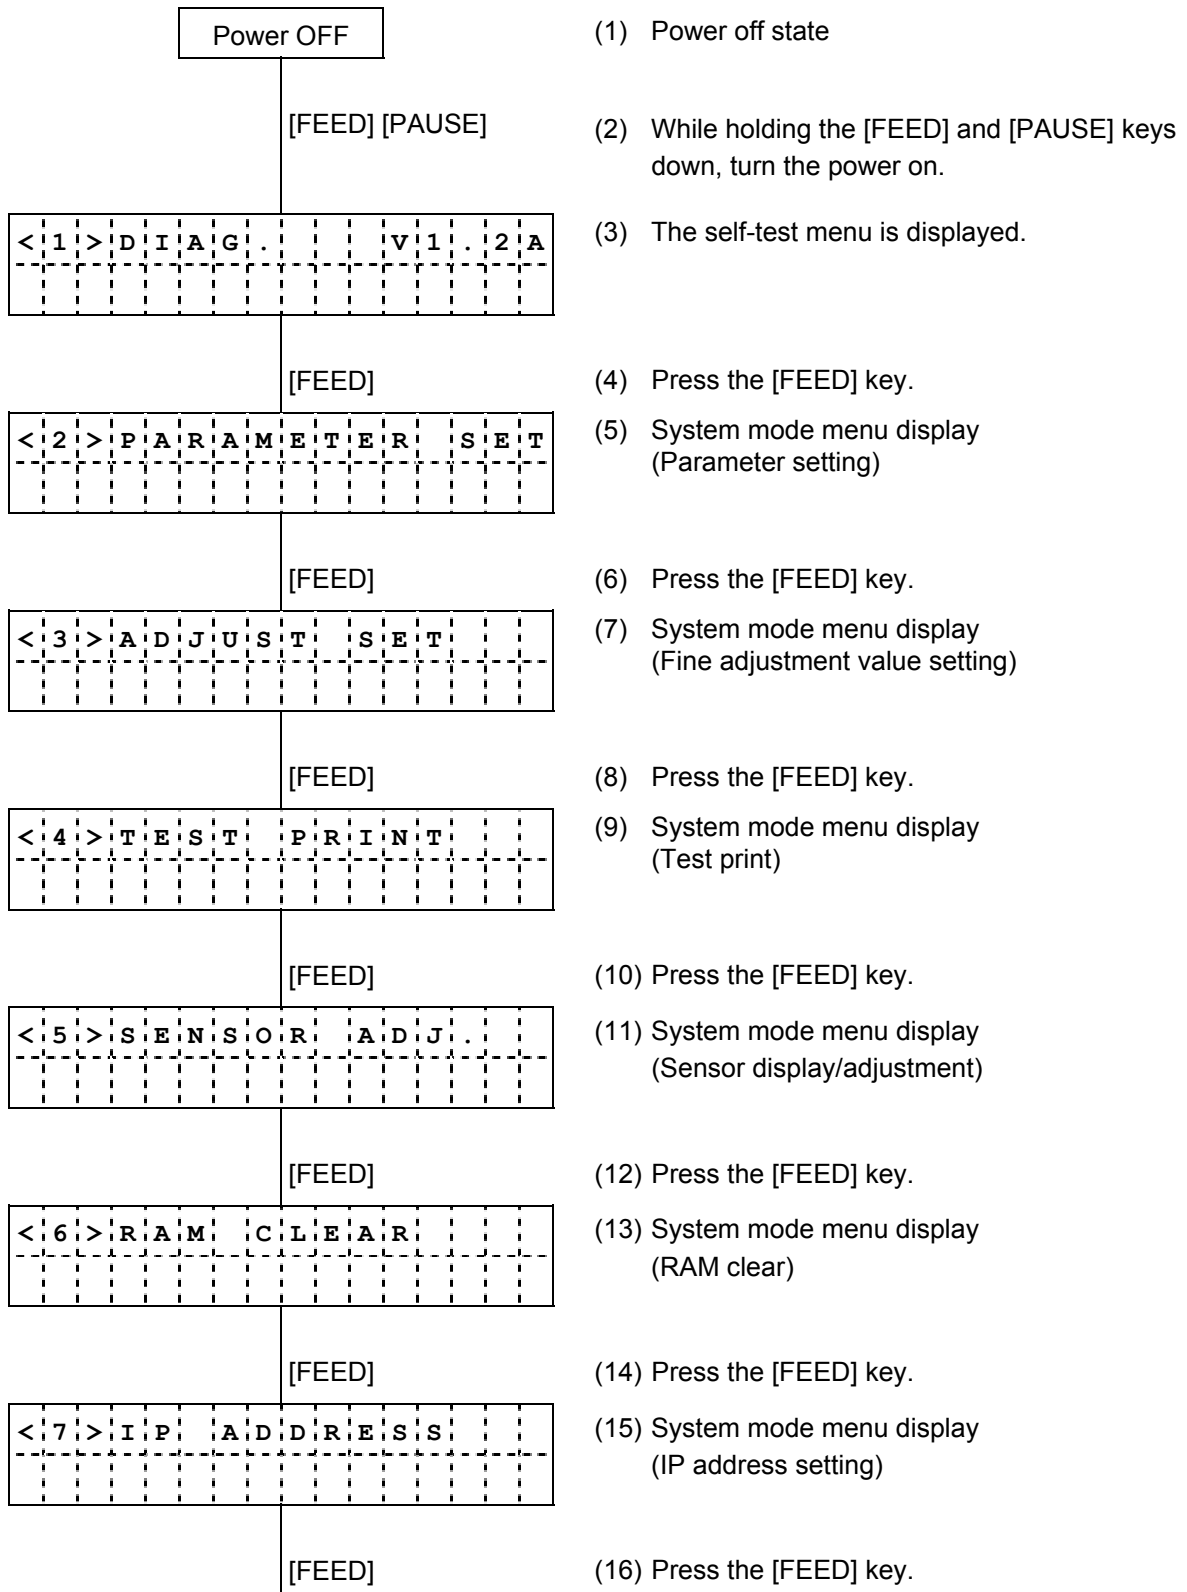 Power OFF
(1) Power off state
[FEED] [PAUSE]
(2) While holding the [FEED] and [PAUSE] keys
down, turn the power on.
<1>DIAG.    V1.2A
(3) The self-test menu is displayed.
[FEED]
(4) Press the [FEED] key.
<2>PARAMETER SET
(5) System mode menu display
(Parameter setting)
[FEED]
(6) Press the [FEED] key.
<3>ADJUST SET
(7) System mode menu display
(Fine adjustment value setting)
[FEED]
(8) Press the [FEED] key.
<4>TEST PRINT
(9) System mode menu display
(Test print)
[FEED]
(10) Press the [FEED] key.
<5>SENSOR ADJ.
(11) System mode menu display
(Sensor display/adjustment)
[FEED]
(12) Press the [FEED] key.
<6>RAM CLEAR
(13) System mode menu display
(RAM clear)
[FEED]
(14) Press the [FEED] key.
<7>IP ADDRESS
(15) System mode menu display
(IP address setting)
[FEED]
(16) Press the [FEED] key.